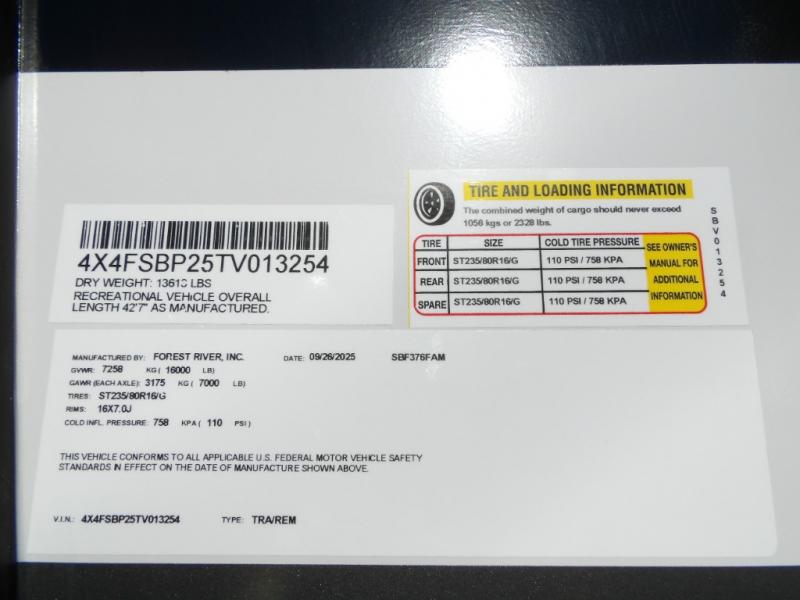 4X4FSBP25TV013254
DRY WEIGHT: 13613 LBS
RECREATIONAL VEHICLE OVERALL
LENGTH 42'7" AS MANUFACTURED.
TIRE AND LOADING INFORMATION
The combined weight of cargo should never exceed
1056 kgs or 2328 lbs.
TIRE SIZE COLD TIRE PRESSURE
FRONT ST235/80R16/G 110 PSI / 758 KPA
REAR ST235/80R16/G 110 PSI / 758 KPA
SPARE ST235/80R16/G 110 PSI / 758 KPA
SEE OWNER'S
MANUAL FOR
ADDITIONAL
INFORMATION
SBV013254
MANUFACTURED BY: FOREST RIVER, INC. DATE: 09/26/2025 SBF376FAM
GVWR: 7258 KG ( 16000 LB)
GAWR (EACH AXLE): 3175 KG ( 7000 LB)
TIRES: ST235/80R16/G
RIMS: 16X7.0J
COLD INFL. PRESSURE: 758 KPA ( 110 PSI )
THIS VEHICLE CONFORMS TO ALL APPLICABLE U.S. FEDERAL MOTOR VEHICLE SAFETY
STANDARDS IN EFFECT ON THE DATE OF MANUFACTURE SHOWN ABOVE.
V.I.N.: 4X4FSBP25TV013254 TYPE: TRA/REM